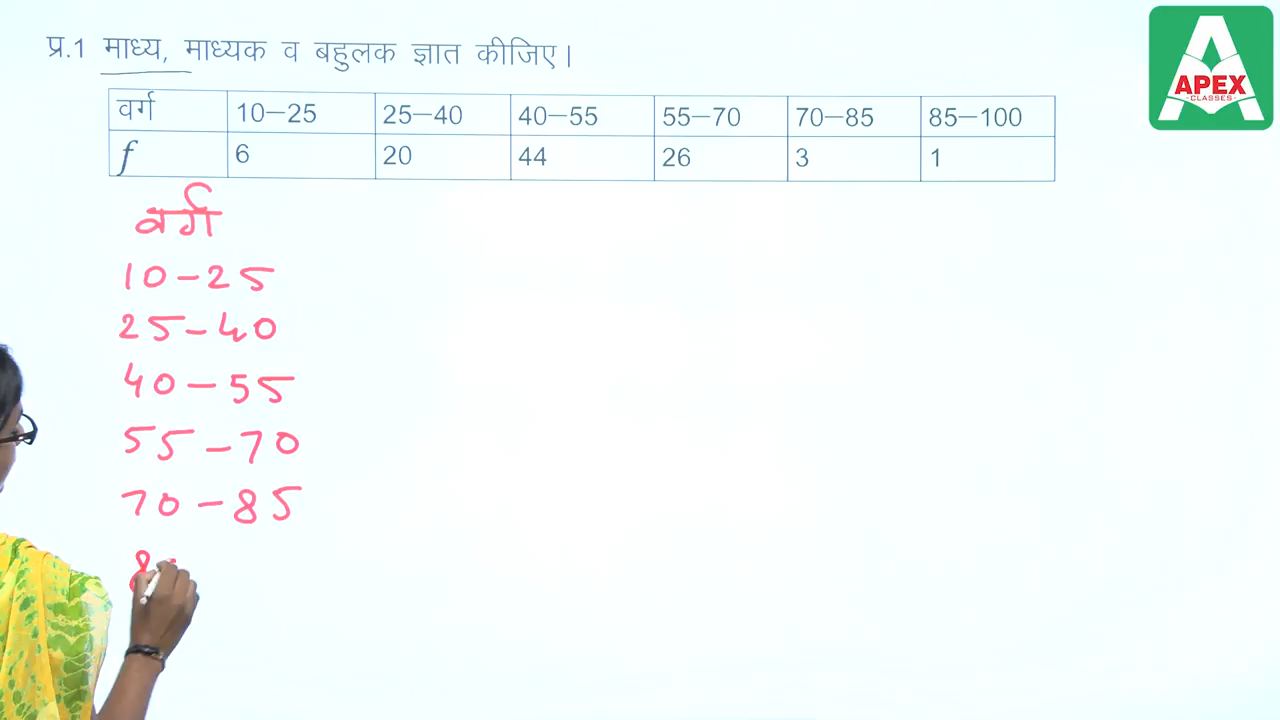 प्र.1 माध्य, माध्यक व बहुलक ज्ञात कीजिए।
वर्ग 10–25 25–40 40–55 55–70 70–85 85–100
f 6 20 44 26 3 1
APEX
-CLASSES-
वर्ग
10-25
25-40
40-55
55-70
70-85
8